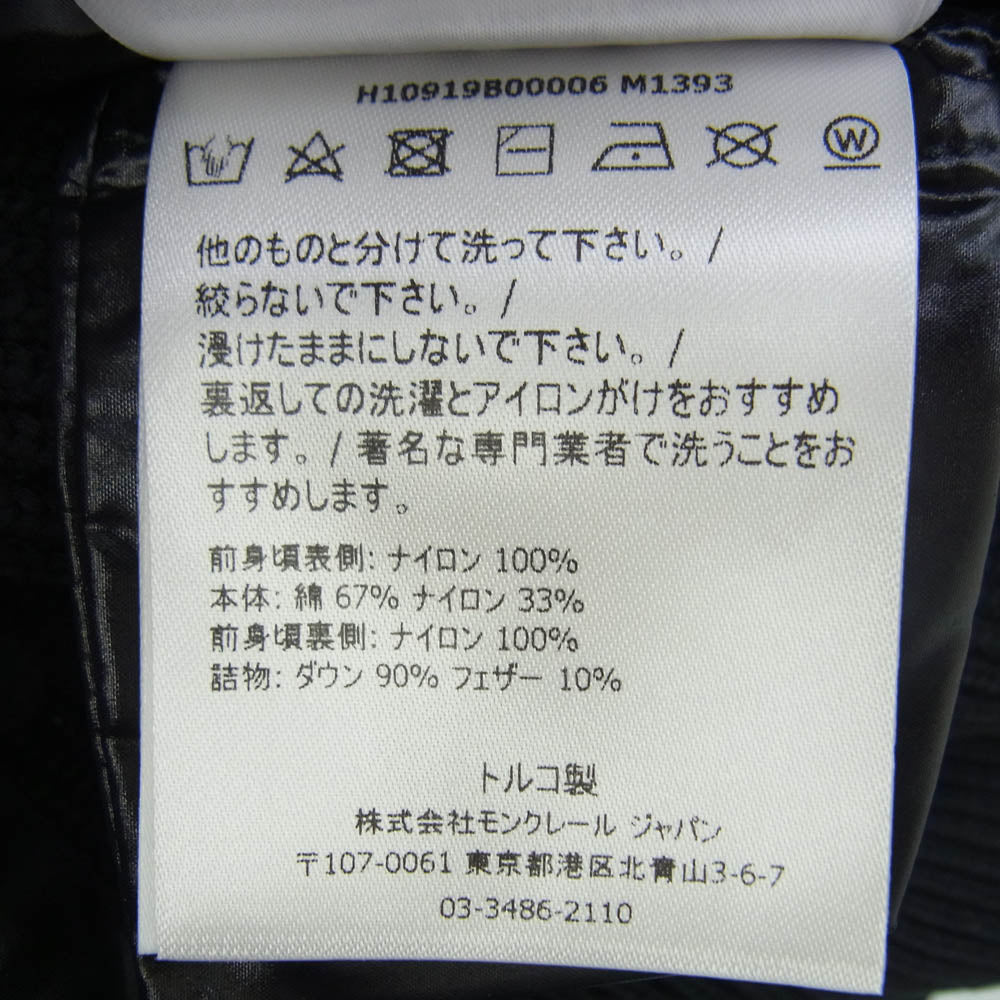 H10919B00006 M1393
W
他のものと分けて洗って下さい。/
絞らないで下さい。/
浸けたままにしないで下さい。/
裏返しての洗濯とアイロンがけをおすすめ
します。/ 著名な専門業者で洗うことをお
すすめします。
前身頃表側: ナイロン 100%
本体: 綿 67% ナイロン 33%
前身頃裏側: ナイロン 100%
詰物: ダウン 90% フェザー 10%
トルコ製
株式会社モンクレール ジャパン
〒107-0061 東京都港区北青山3-6-7
03-3486-2110